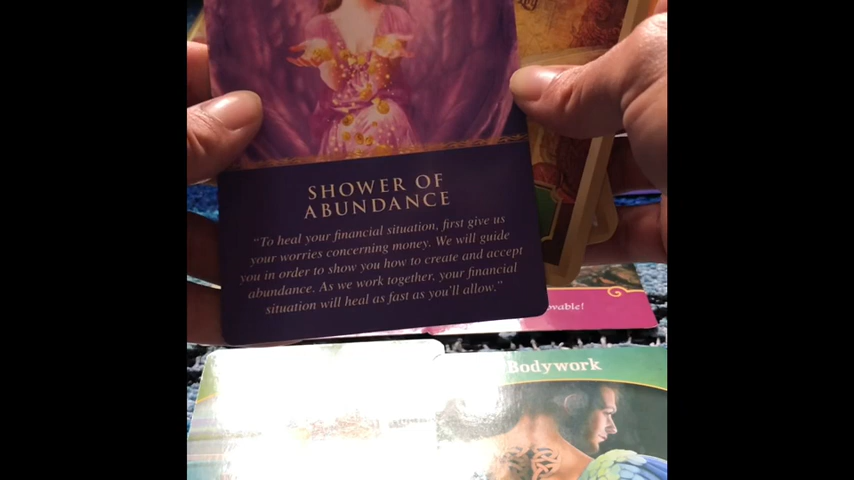 SHOWER OF
ABUNDANCE
"To heal your financial situation, first give us
your worries concerning money. We will guide
you in order to show you how to create and accept
abundance. As we work together, your financial
situation will heal as fast as you'll allow."
Bodywork